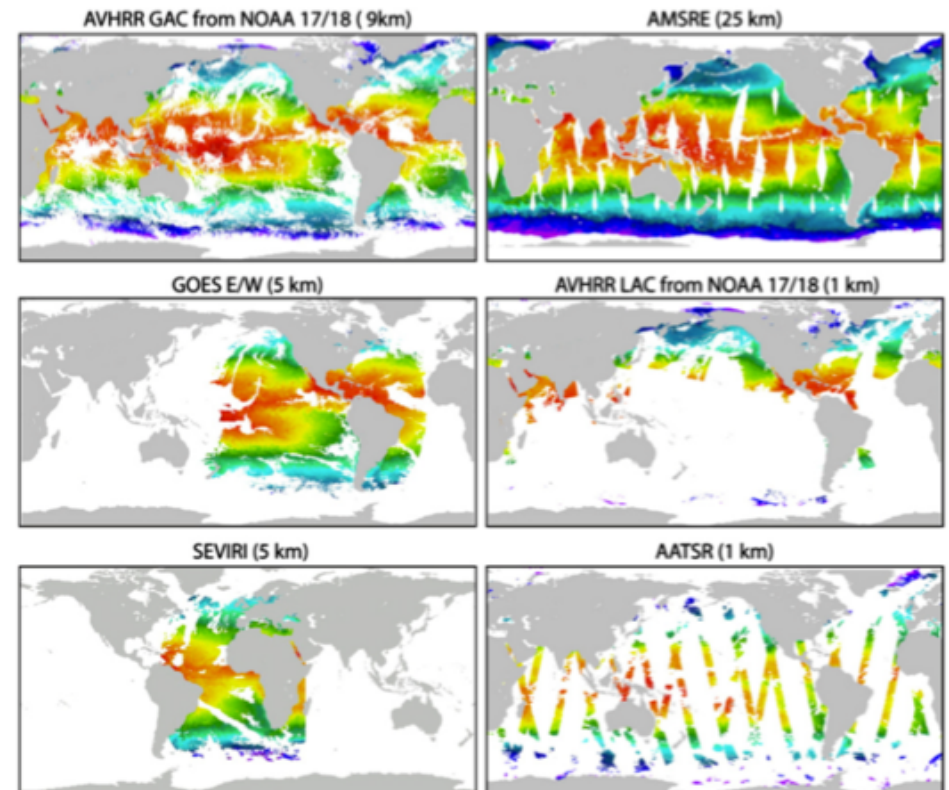 AVHRR GAC from NOAA 17/18 ( 9km)
AMSRE (25 km)
GOES E/W (5 km)
AVHRR LAC from NOAA 17/18 (1 km)
SEVIRI (5 km)
AATSR (1 km)